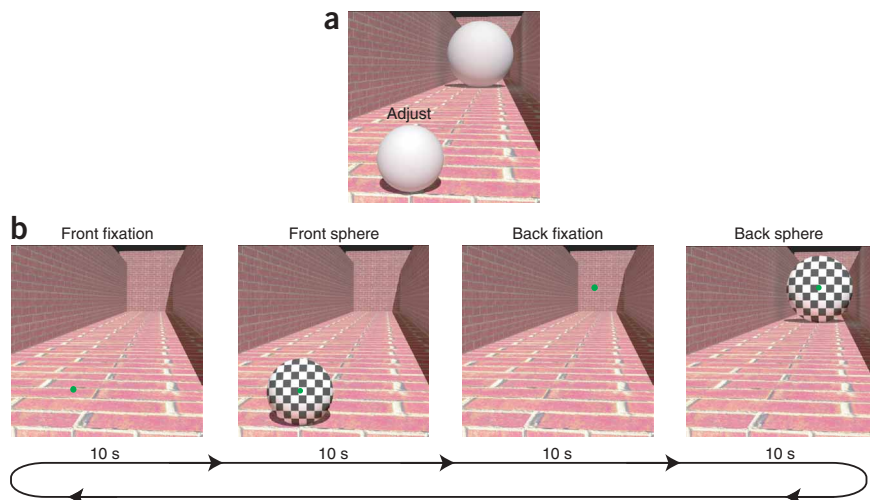 a
Adjust
b
Front fixation
Front sphere
Back fixation
Back sphere
10 s
10 s
10 s
10 s